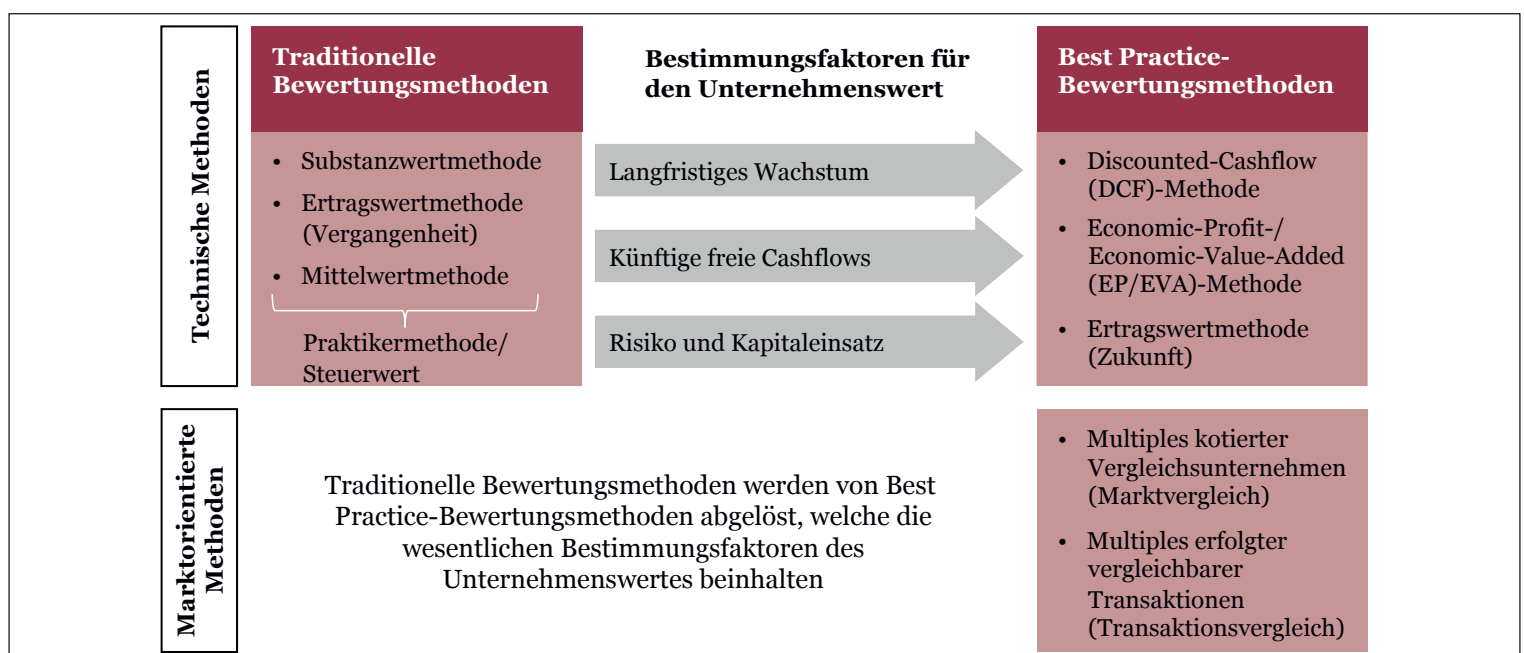 Technische Methoden
Traditionelle
Bewertungsmethoden
• Substanzwertmethode
• Ertragswertmethode
(Vergangenheit)
• Mittelwertmethode
Praktikermethode/
Steuerwert
Bestimmungsfaktoren für
den Unternehmenswert
Langfristiges Wachstum
Künftige freie Cashflows
Risiko und Kapitaleinsatz
Best Practice-
Bewertungsmethoden
• Discounted-Cashflow
(DCF)-Methode
• Economic-Profit-/
Economic-Value-Added
(EP/EVA)-Methode
• Ertragswertmethode
(Zukunft)
Marktorientierte
Methoden
Traditionelle Bewertungsmethoden werden von Best
Practice-Bewertungsmethoden abgelöst, welche die
wesentlichen Bestimmungsfaktoren des
Unternehmenswertes beinhalten
• Multiples kotierter
Vergleichsunternehmen
(Marktvergleich)
• Multiples erfolgter
vergleichbarer
Transaktionen
(Transaktionsvergleich)